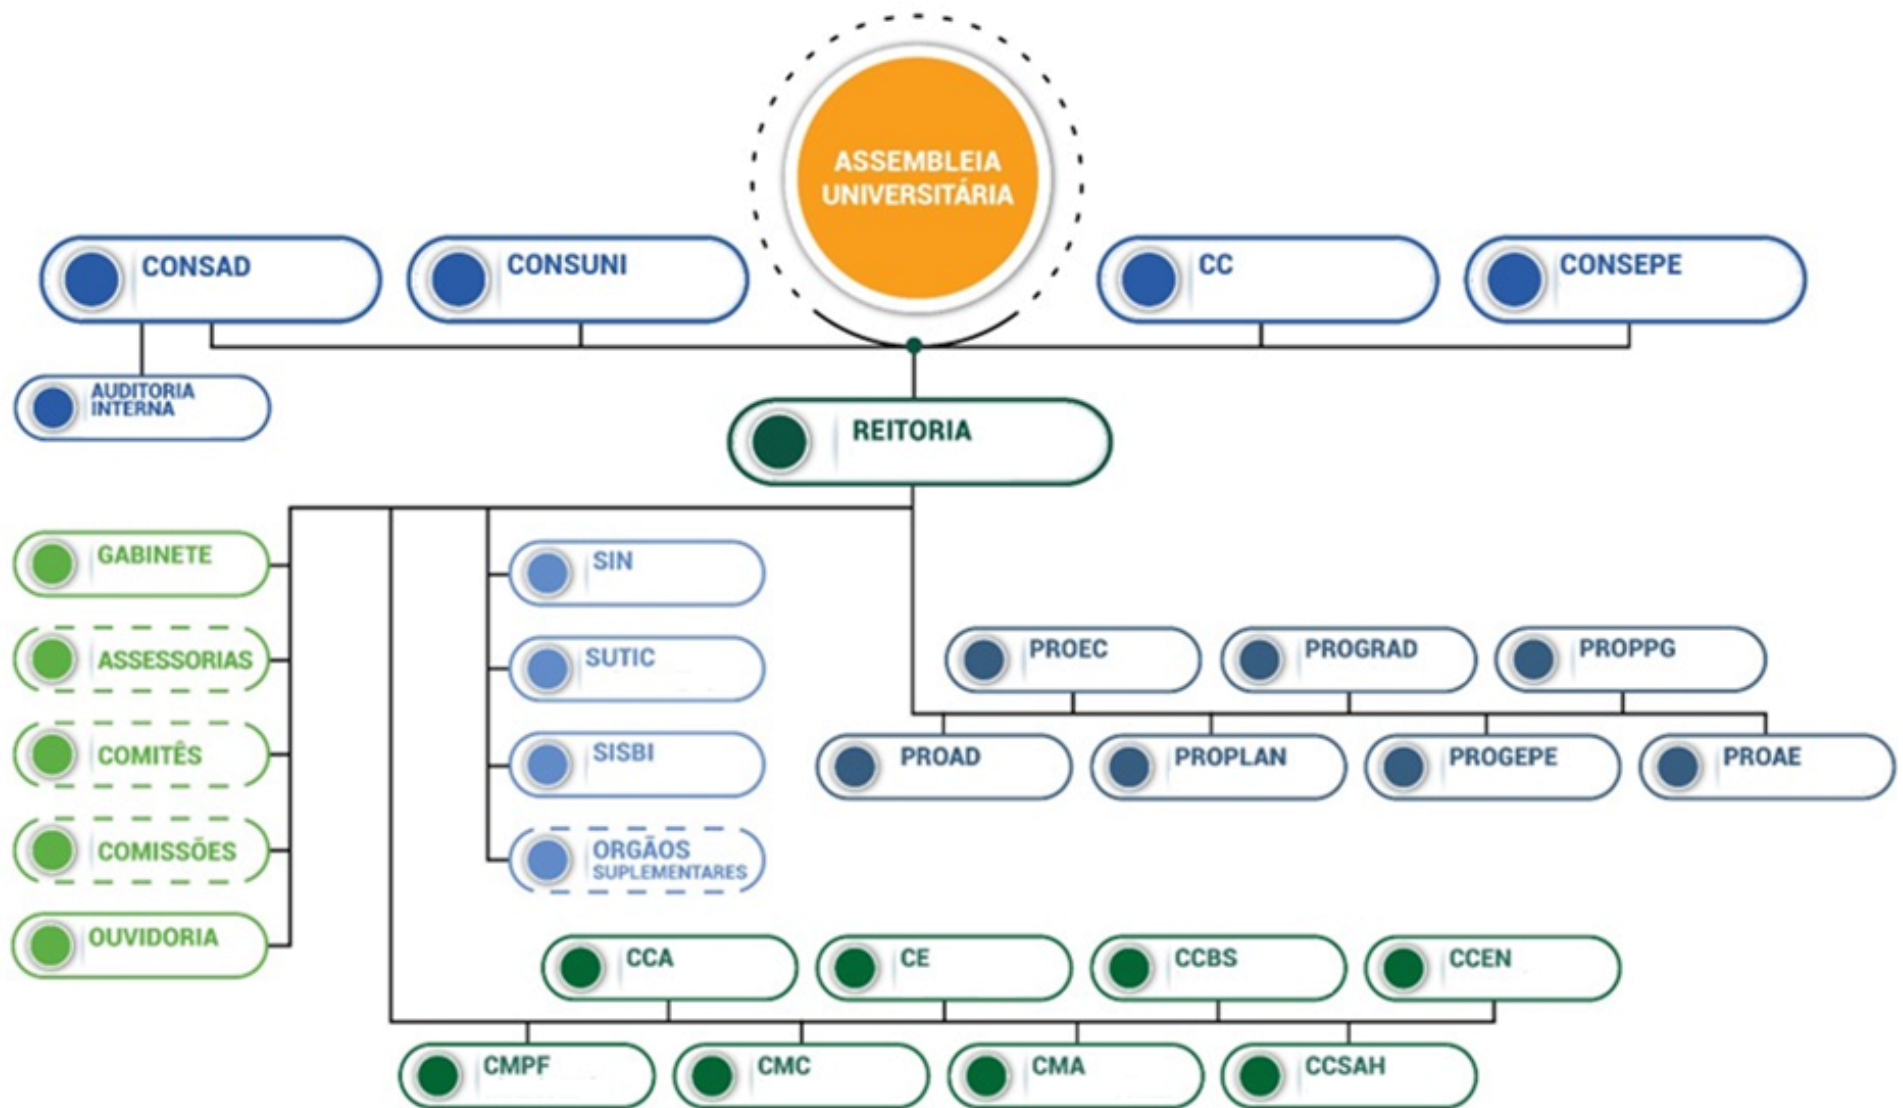 ASSEMBLEIA
UNIVERSITÁRIA
CONSAD
CONSUNI
CC
CONSEPE
AUDITORIA
INTERNA
REITORIA
GABINETE
ASSESSORIAS
COMITÊS
COMISSÕES
OUVIDORIA
SIN
SUTIC
SISBI
ORGÃOS
SUPLEMENTARES
PROEC
PROGRAD
PROPPG
PROAD
PROPLAN
PROGEPE
PROAE
CCA
CE
CCBS
CCEN
CMPF
CMC
CMA
CCSAH